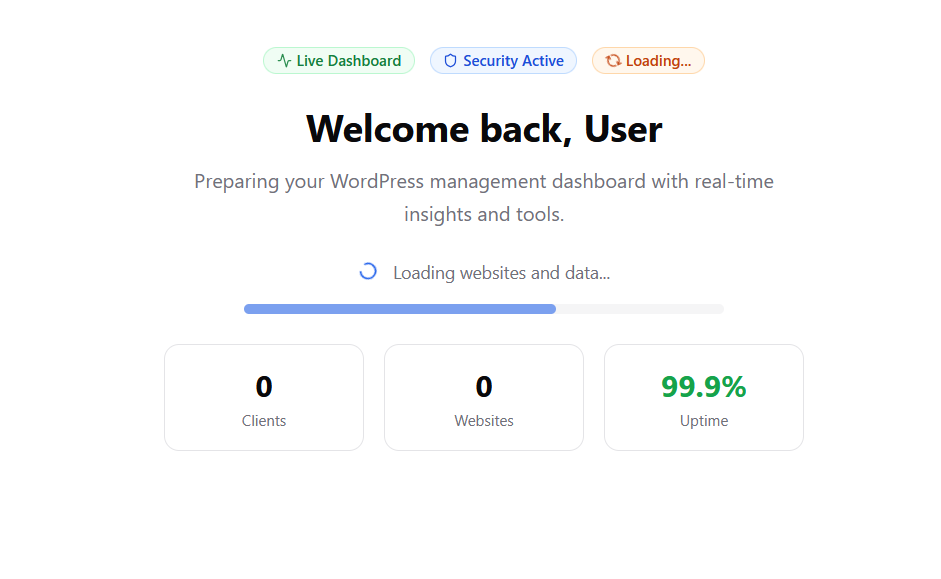 Live Dashboard
Security Active
Loading...
Welcome back, User
Preparing your WordPress management dashboard with real-time
insights and tools.
Loading websites and data...
0
Clients
0
Websites
99.9%
Uptime